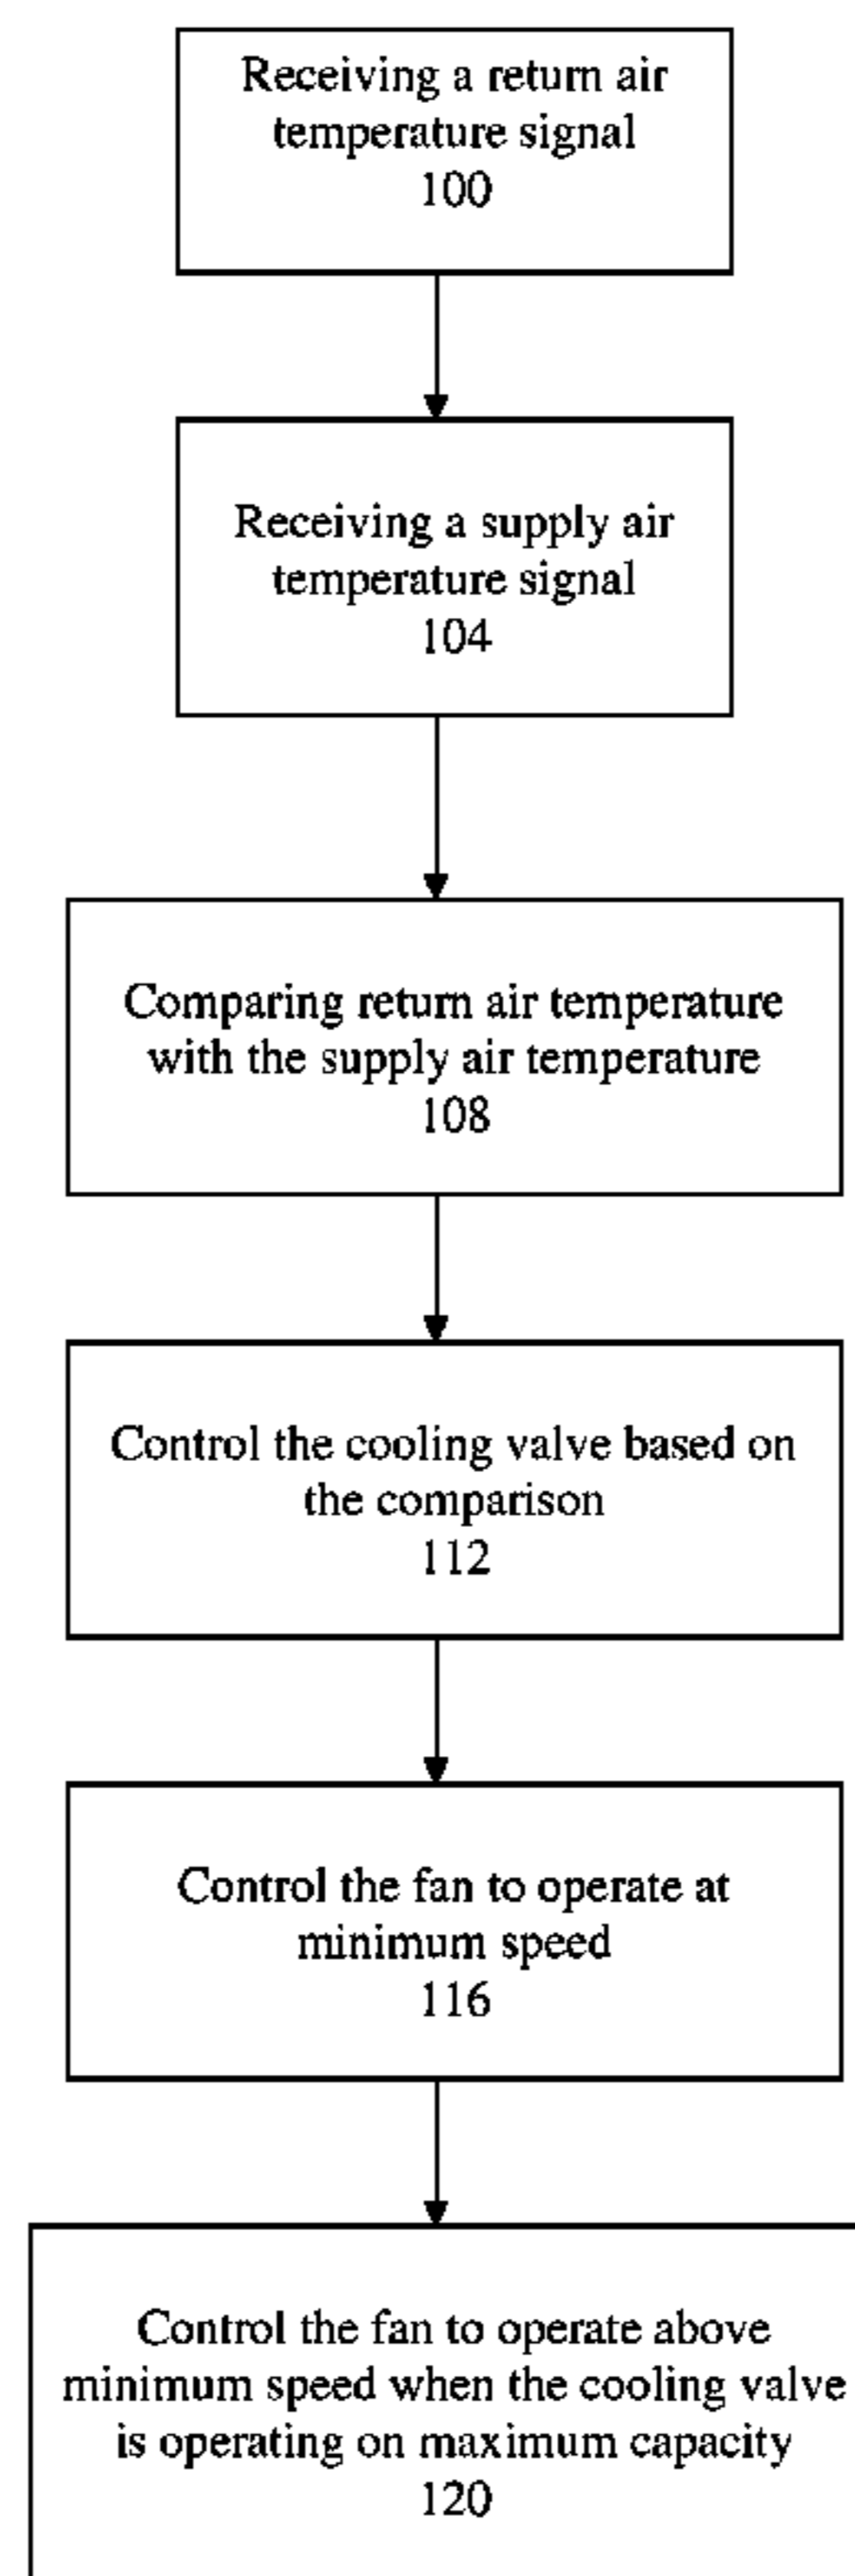 Receiving a return air
temperature signal
100
Receiving a supply air
temperature signal
104
Comparing return air temperature
with the supply air temperature
108
Control the cooling valve based on
the comparison
112
Control the fan to operate at
minimum speed
116
Control the fan to operate above
minimum speed when the cooling valve
is operating on maximum capacity
120